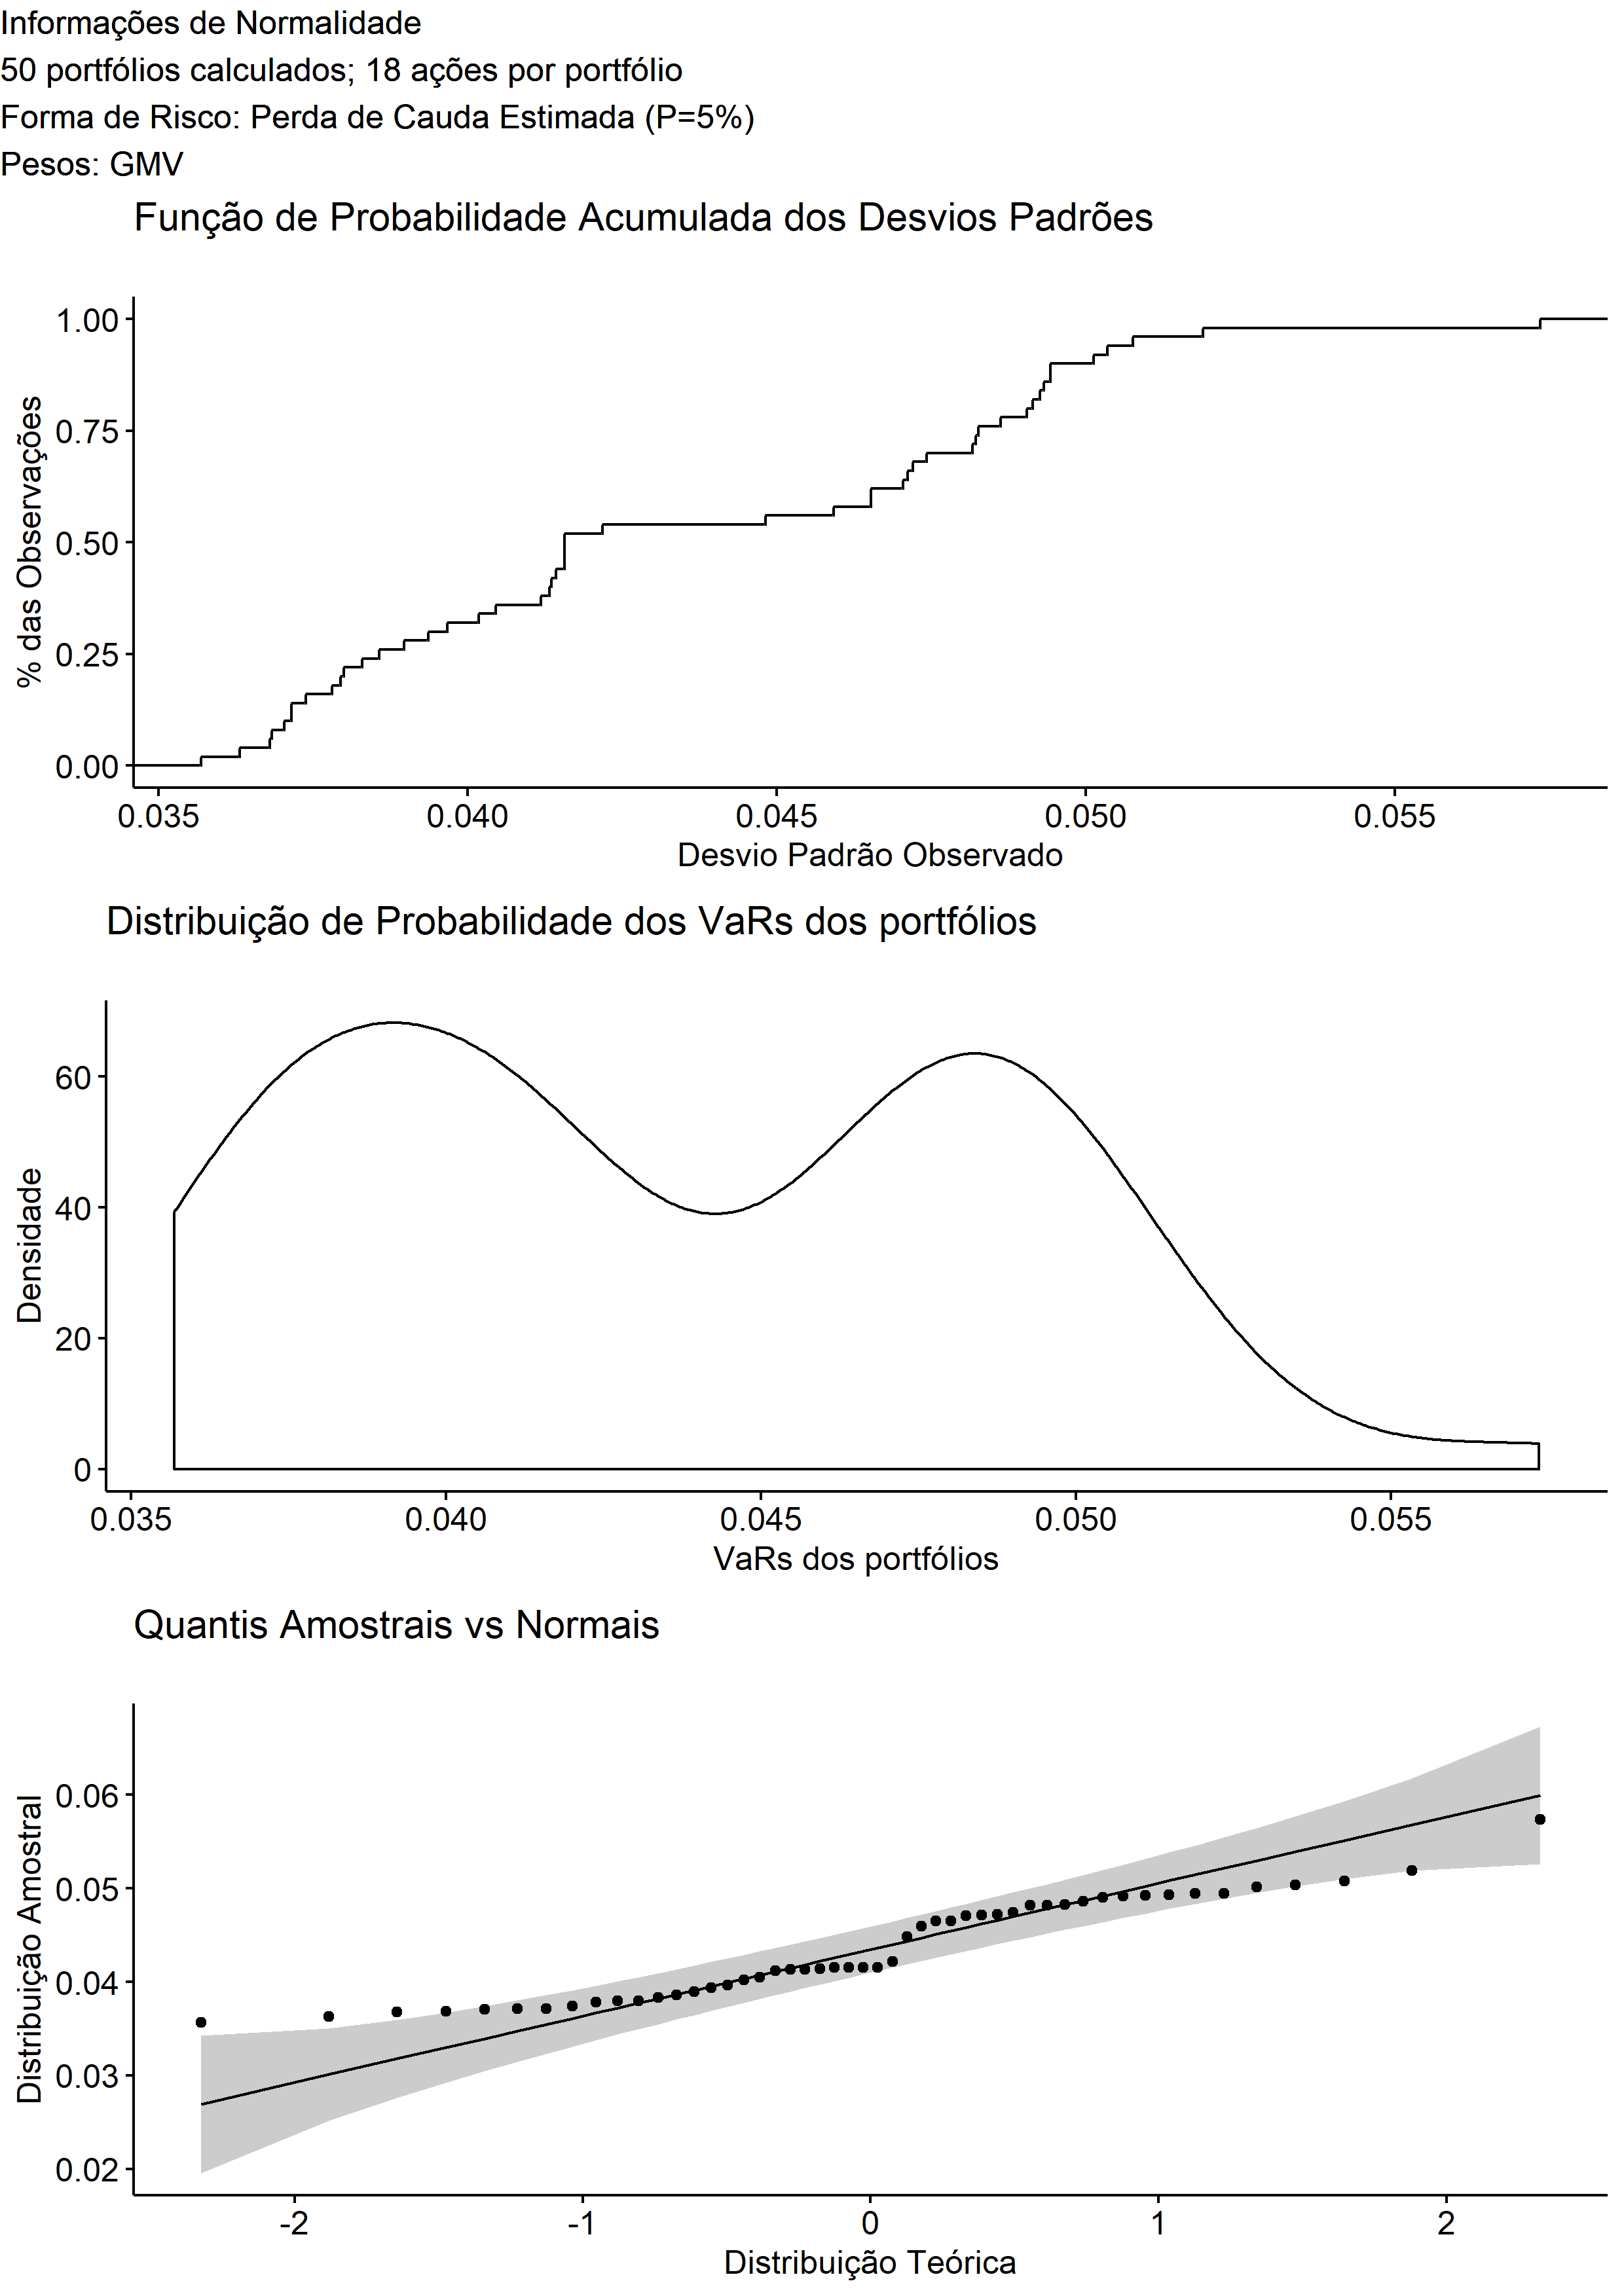 Informações de Normalidade
50 portfólios calculados; 18 ações por portfólio
Forma de Risco: Perda de Cauda Estimada (P=5%)
Pesos: GMV
Função de Probabilidade Acumulada dos Desvios Padrões
% das Observações
1.00
0.75
0.50
0.25
0.00
0.035 0.040 0.045 0.050 0.055
Desvio Padrão Observado
Distribuição de Probabilidade dos VaRs dos portfólios
Densidade
60
40
20
0
0.035 0.040 0.045 0.050 0.055
VaRs dos portfólios
Quantis Amostrais vs Normais
Distribuição Amostral
0.06
0.05
0.04
0.03
0.02
-2 -1 0 1 2
Distribuição Teórica